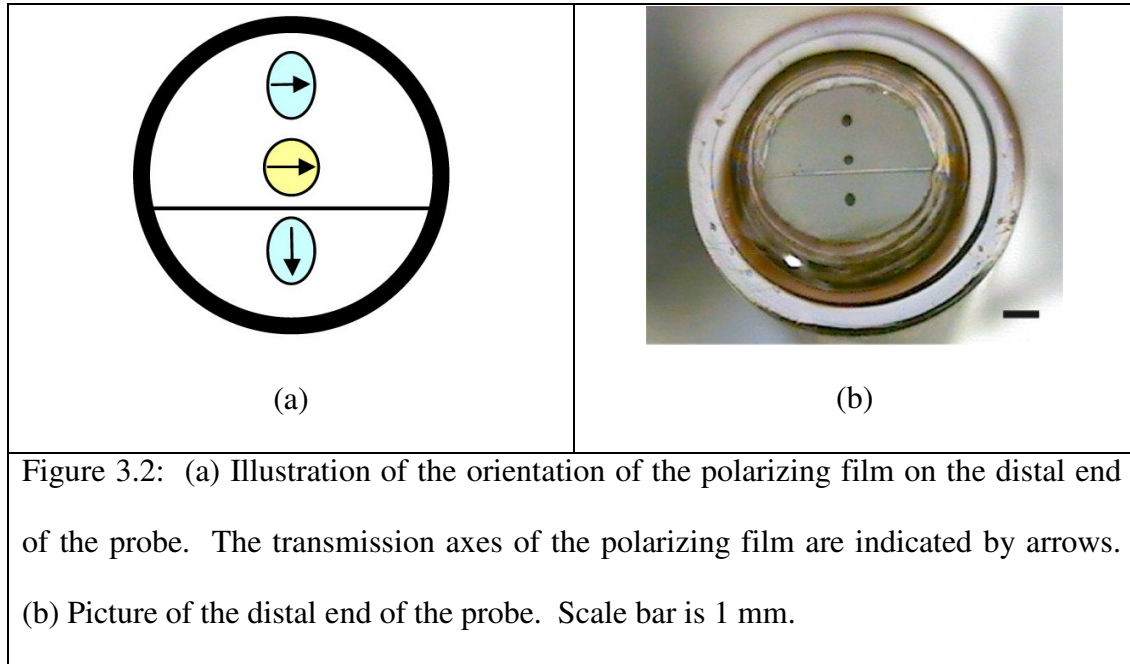 (a)
(b)
Figure 3.2: (a) Illustration of the orientation of the polarizing film on the distal end
of the probe. The transmission axes of the polarizing film are indicated by arrows.
(b) Picture of the distal end of the probe. Scale bar is 1 mm.